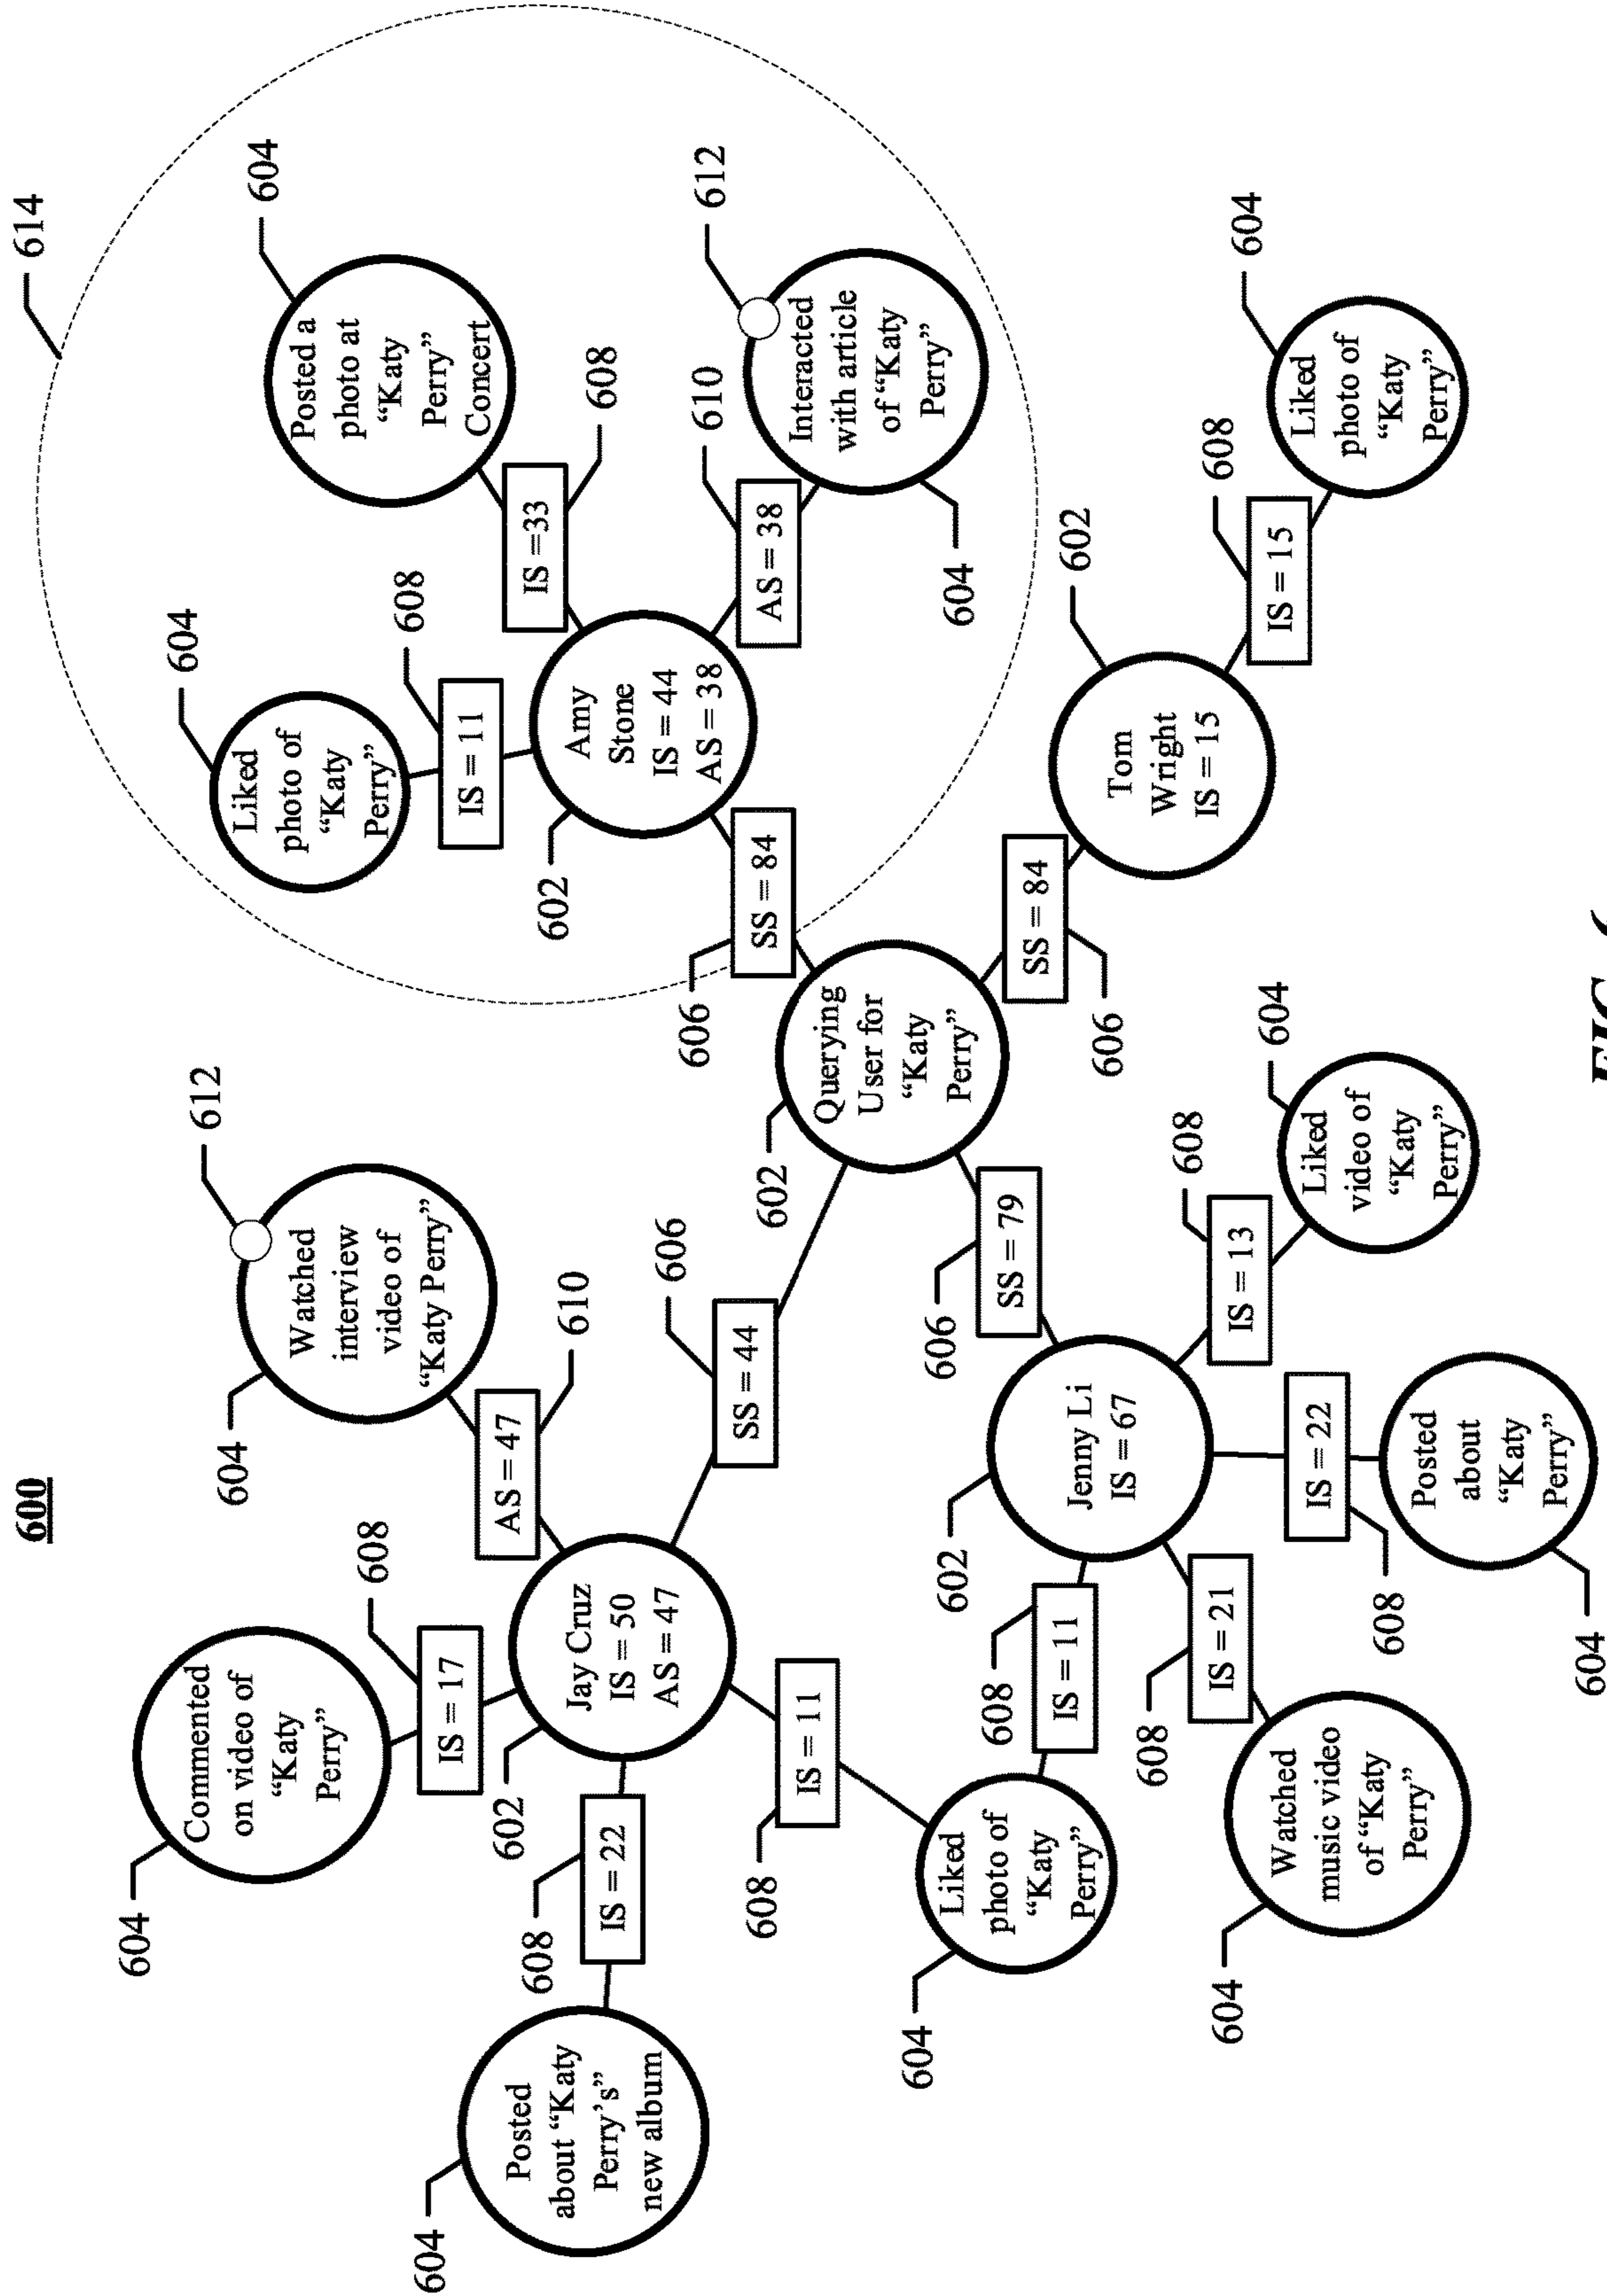 600
614
604
Commented
on video of
"Katy
Perry"
608
IS = 17
612
604
Watched
interview
video of
"Katy Perry"
AS = 47
610
604
Liked
photo of
"Katy
Perry"
608
IS = 11
604
Posted a
photo at
"Katy
Perry"
Concert
IS =33
608
604
Posted
about "Katy
Perry's"
new album
608
IS = 22
602
Jay Cruz
IS = 50
AS = 47
606
SS = 44
602
Amy
Stone
IS = 44
AS = 38
610
AS = 38
612
Interacted
with article
of "Katy
Perry"
604
606
SS = 84
608
IS = 11
604
Liked
photo of
"Katy
Perry"
608
IS = 11
602
Querying
User for
"Katy
Perry"
606
SS = 79
SS = 84
606
602
Jenny Li
IS = 67
602
Tom
Wright
IS = 15
608
IS = 21
604
Watched
music video
of "Katy
Perry"
IS = 22
608
Posted
about
"Katy
Perry"
604
608
IS = 13
604
Liked
video of
"Katy
Perry"
608
IS = 15
604
Liked
photo of
"Katy
Perry"
FIG.